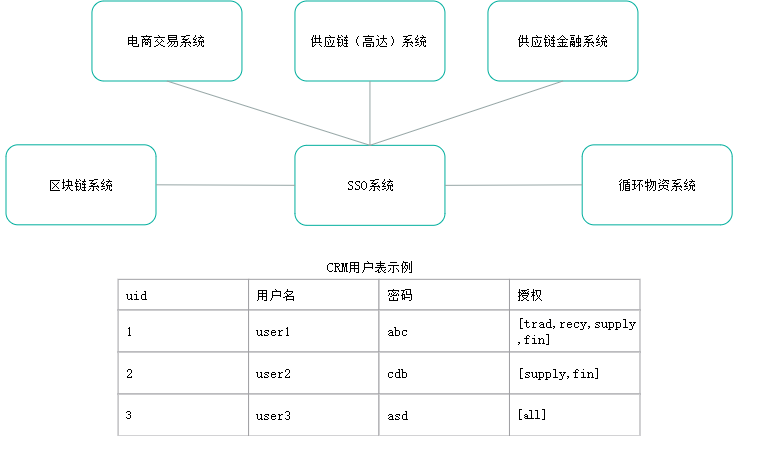 电商交易系统
供应链（高达）系统
供应链金融系统
区块链系统
SSO系统
循环物资系统
CRM用户表示例
uid 用户名 密码 授权
1 user1 abc [trad,recy,supply
,fin]
2 user2 cdb [supply,fin]
3 user3 asd [all]